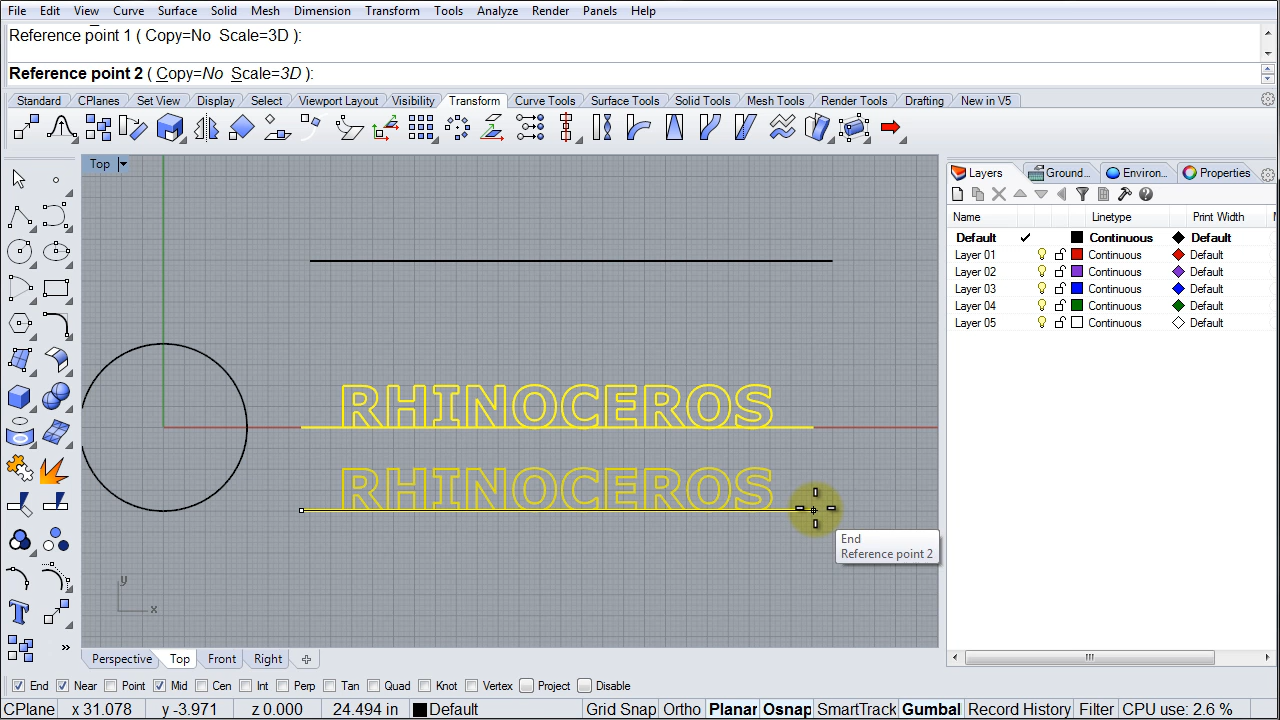 File Edit View Curve Surface Solid Mesh Dimension Transform Tools Analyze Render Panels Help
Reference point 1 ( Copy=No Scale=3D ):
Reference point 2 ( Copy=No Scale=3D ):
Standard CPlanes Set View Display Select Viewport Layout Visibility Transform Curve Tools Surface Tools Solid Tools Mesh Tools Render Tools Drafting New in V5
Top
Layers Ground... Environ... Properties
Name Linetype Print Width
Default Continuous Default
Layer 01 Continuous Default
Layer 02 Continuous Default
Layer 03 Continuous Default
Layer 04 Continuous Default
Layer 05 Continuous Default
RHINOCEROS
RHINOCEROS
End
Reference point 2
y
x
Perspective Top Front Right
End Near Point Mid Cen Int Perp Tan Quad Knot Vertex Project Disable
CPlane x 31.078 y -3.971 z 0.000 24.494 in Default Grid Snap Ortho Planar Osnap SmartTrack Gumbal Record History Filter CPU use: 2.6 %